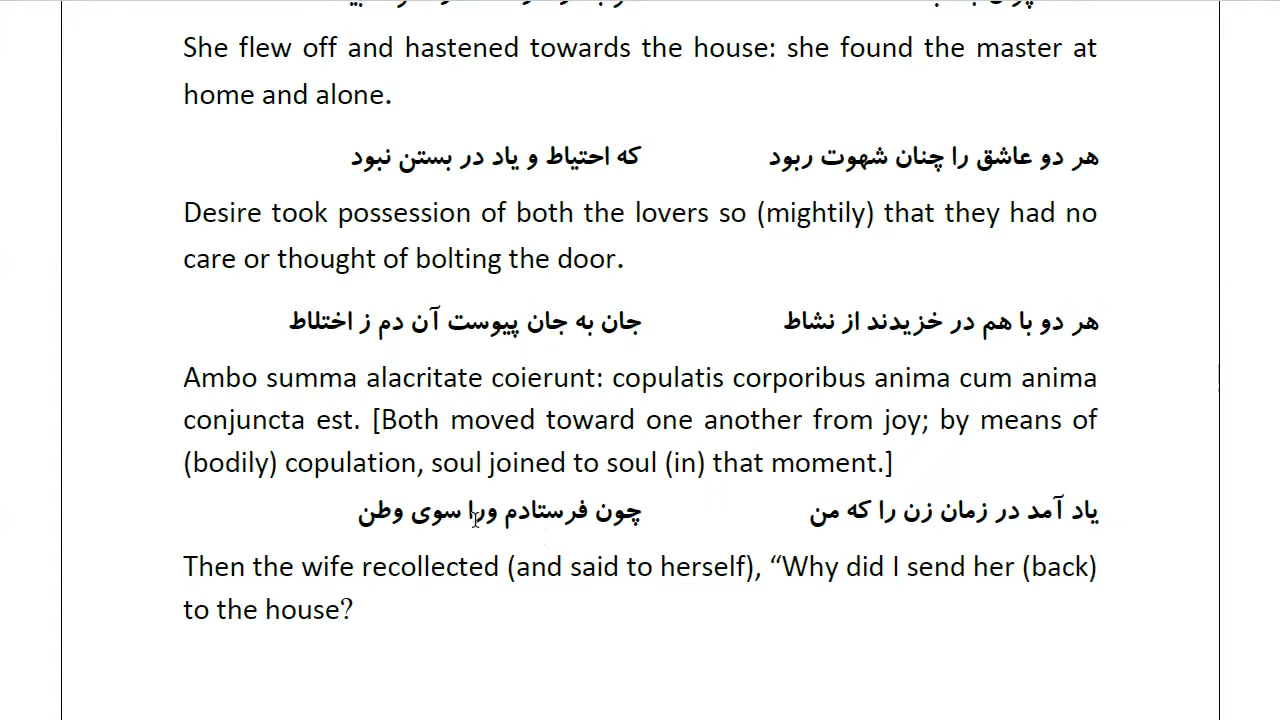 She flew off and hastened towards the house: she found the master at
home and alone.
هر دو عاشق را چنان شهوت ربود که احتیاط و یاد در بستن نبود
Desire took possession of both the lovers so (mightily) that they had no
care or thought of bolting the door.
هر دو با هم در خزیدند از نشاط جان به جان پیوست آن دم ز اختلاط
Ambo summa alacritate coierunt: copulatis corporibus anima cum anima
conjuncta est. [Both moved toward one another from joy; by means of
(bodily) copulation, soul joined to soul (in) that moment.]
یاد آمد در زمان زن را که من چون فرستادم ورا سوی وطن
Then the wife recollected (and said to herself), “Why did I send her (back)
to the house?